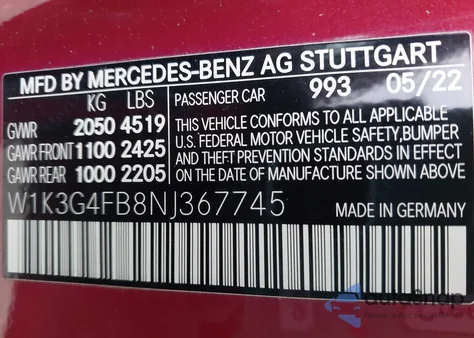 MFD BY MERCEDES-BENZ AG STUTTGART
KG LBS
GVWR 2050 4519
GAWR FRONT 1100 2425
GAWR REAR 1000 2205
PASSENGER CAR 993 05/22
THIS VEHICLE CONFORMS TO ALL APPLICABLE
U.S. FEDERAL MOTOR VEHICLE SAFETY, BUMPER
AND THEFT PREVENTION STANDARDS IN EFFECT
ON THE DATE OF MANUFACTURE SHOWN ABOVE
W1K3G4FB8NJ367745
MADE IN GERMANY
autoSnap